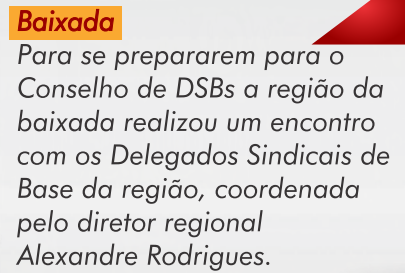 Baixada
Para se prepararem para o
Conselho de DSBs a região da
baixada realizou um encontro
com os Delegados Sindicais de
Base da região, coordenada
pelo diretor regional
Alexandre Rodrigues.